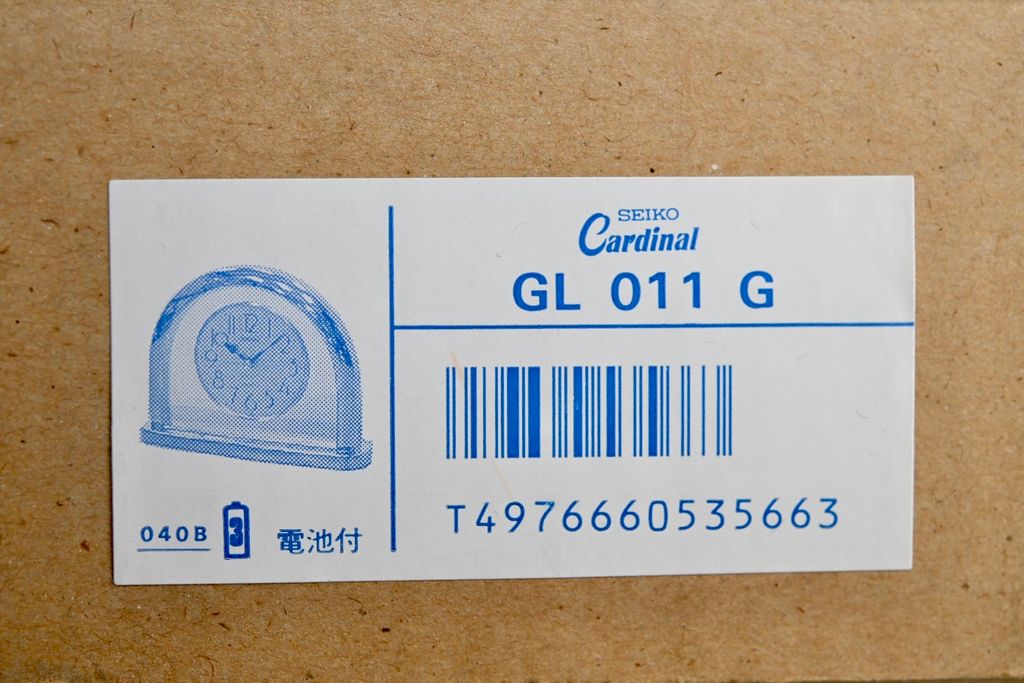 SEIKO
Cardinal
GL 011 G
T4976660535663
040B 3 電池付